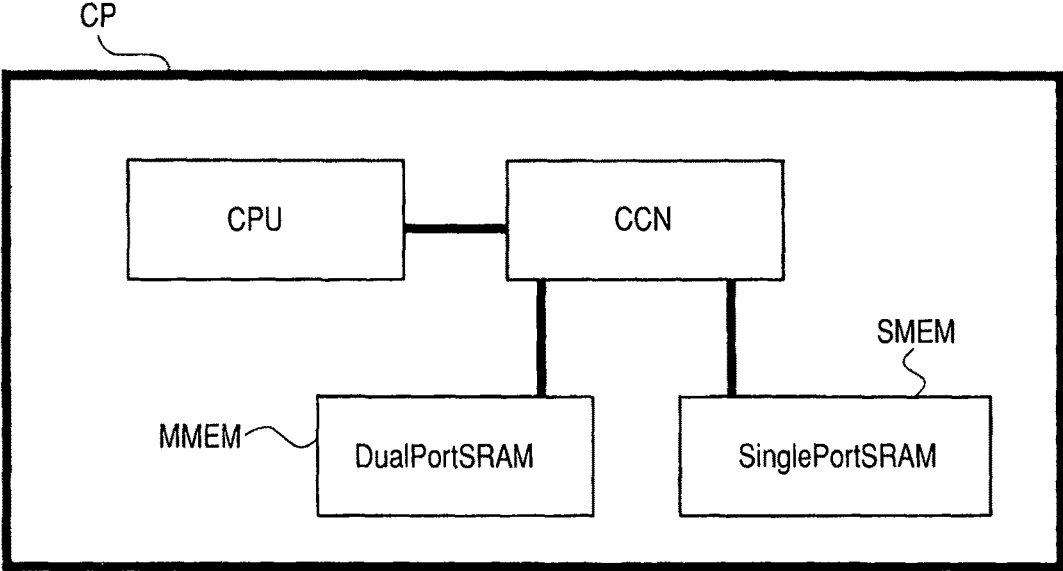 CP
CPU
CCN
SMEM
MMEM
DualPortSRAM
SinglePortSRAM